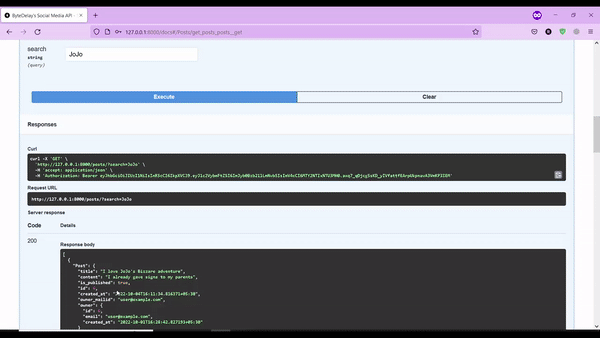 ByteDelay's Social Media API
127.0.0.1:8000/docs#/Posts/get_posts_posts__get
search
string
(query)
JoJo
Execute
Clear
Responses
Curl
curl -X 'GET' \
'http://127.0.0.1:8000/posts/?search=JoJo' \
-H 'accept: application/json' \
-H 'Authorization: Bearer
Request URL
http://127.0.0.1:8000/posts/?search=JoJo
Server response
Code
Details
200
Response body
[
{
"Post": {
"title": "I love JoJo's Bizzare adventure",
"content": "I already gave signs to my parents",
"is_published": true,
"id":
"created_at": "2022-10-04T16:11:34.816371+05:30",
"owner_mailid": "user@example.com",
"owner": {
"id":
"email": "user@example.com",
"created_at": "2022-10-01T16:26:42.827193+05:30"
}